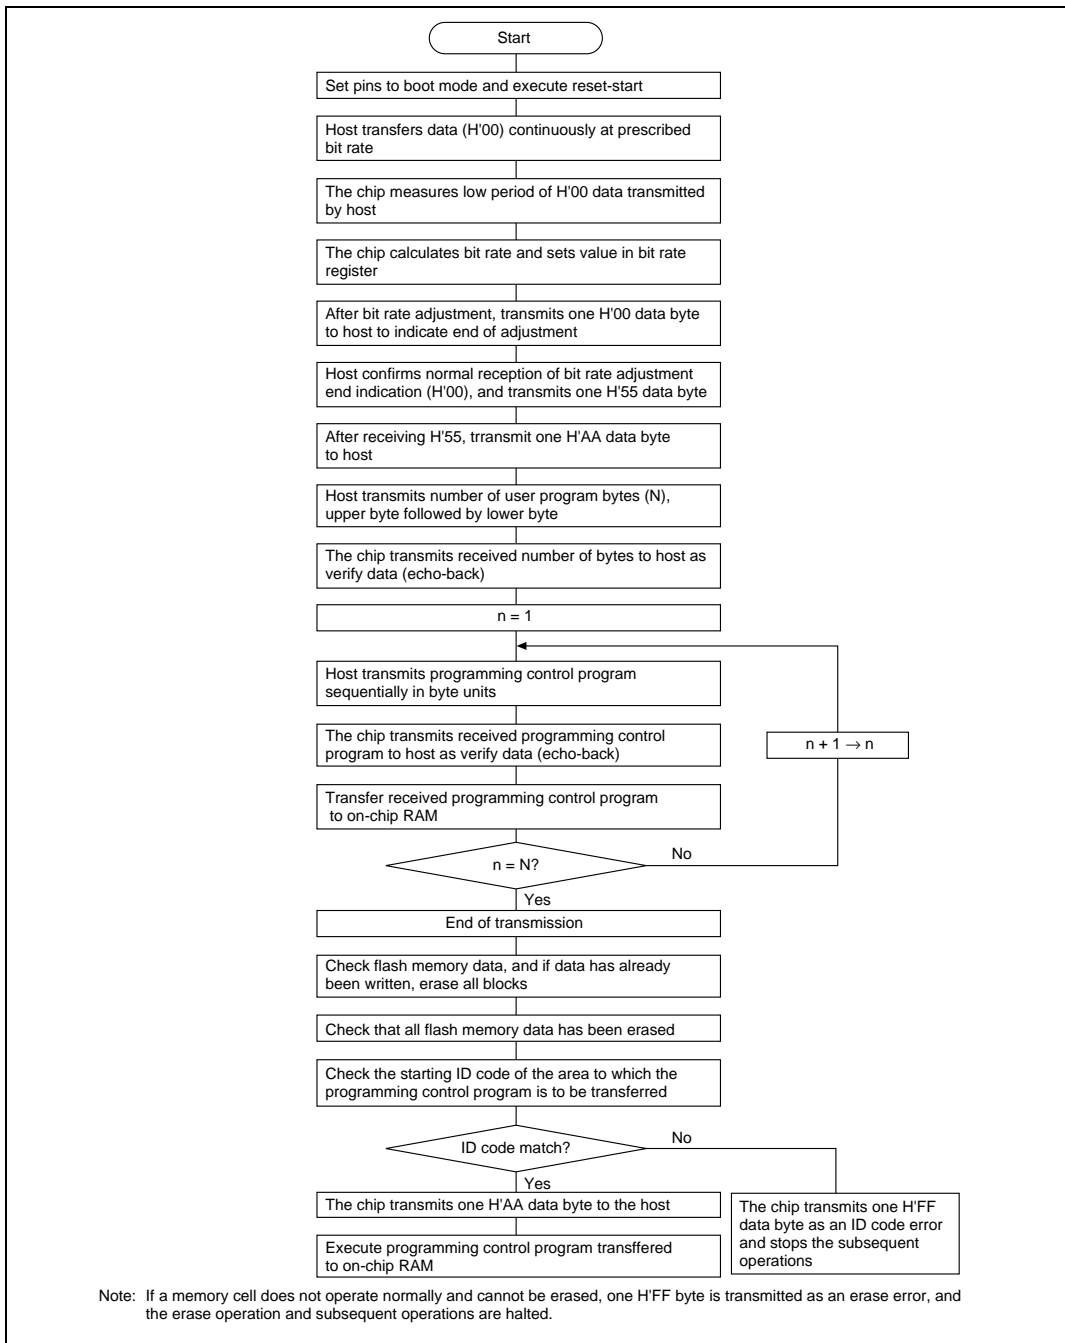 Start
Set pins to boot mode and execute reset-start
Host transfers data (H'00) continuously at prescribed
bit rate
The chip measures low period of H'00 data transmitted
by host
The chip calculates bit rate and sets value in bit rate
register
After bit rate adjustment, transmits one H'00 data byte
to host to indicate end of adjustment
Host confirms normal reception of bit rate adjustment
end indication (H'00), and transmits one H'55 data byte
After receiving H'55, trransmit one H'AA data byte
to host
Host transmits number of user program bytes (N),
upper byte followed by lower byte
The chip transmits received number of bytes to host as
verify data (echo-back)
n = 1
Host transmits programming control program
sequentially in byte units
The chip transmits received programming control
program to host as verify data (echo-back)
n + 1 → n
Transfer received programming control program
to on-chip RAM
n = N?
No
Yes
End of transmission
Check flash memory data, and if data has already
been written, erase all blocks
Check that all flash memory data has been erased
Check the starting ID code of the area to which the
programming control program is to be transferred
ID code match?
No
Yes
The chip transmits one H'AA data byte to the host
The chip transmits one H'FF
data byte as an ID code error
and stops the subsequent
operations
Execute programming control program transffered
to on-chip RAM
Note: If a memory cell does not operate normally and cannot be erased, one H'FF byte is transmitted as an erase error, and
the erase operation and subsequent operations are halted.